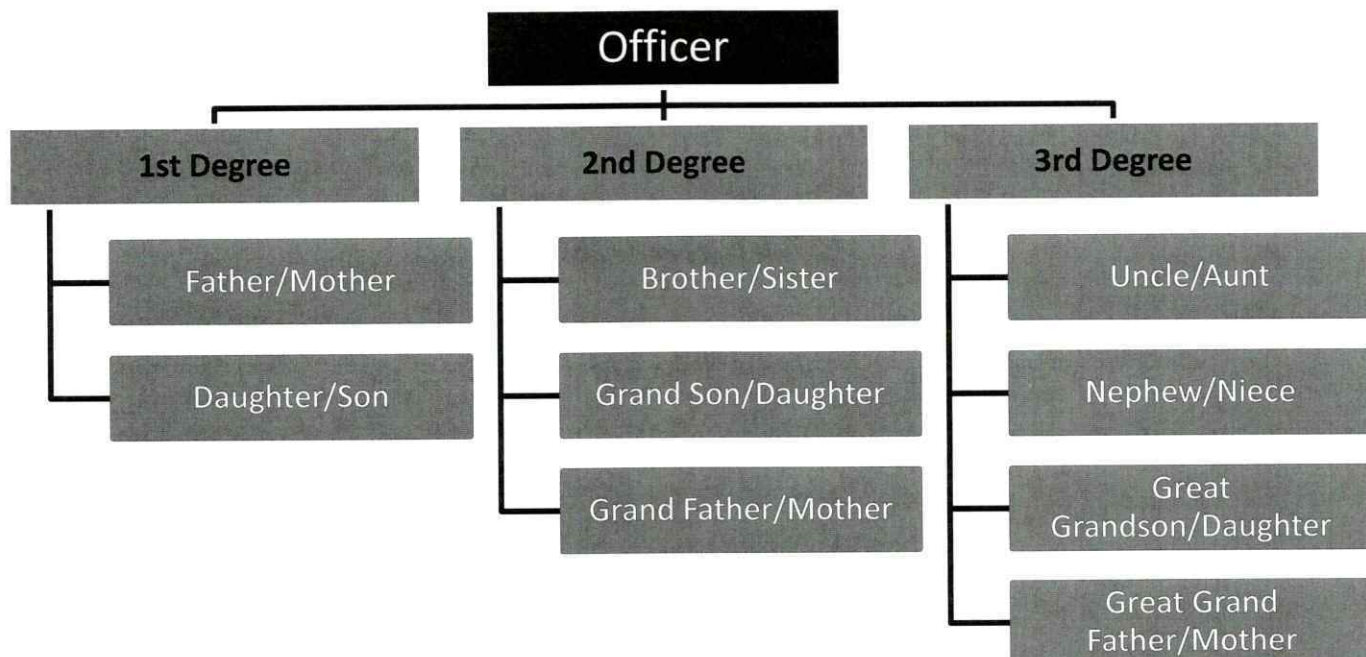 Officer
1st Degree
Father/Mother
Daughter/Son
2nd Degree
Brother/Sister
Grand Son/Daughter
Grand Father/Mother
3rd Degree
Uncle/Aunt
Nephew/Niece
Great
Grandson/Daughter
Great Grand
Father/Mother